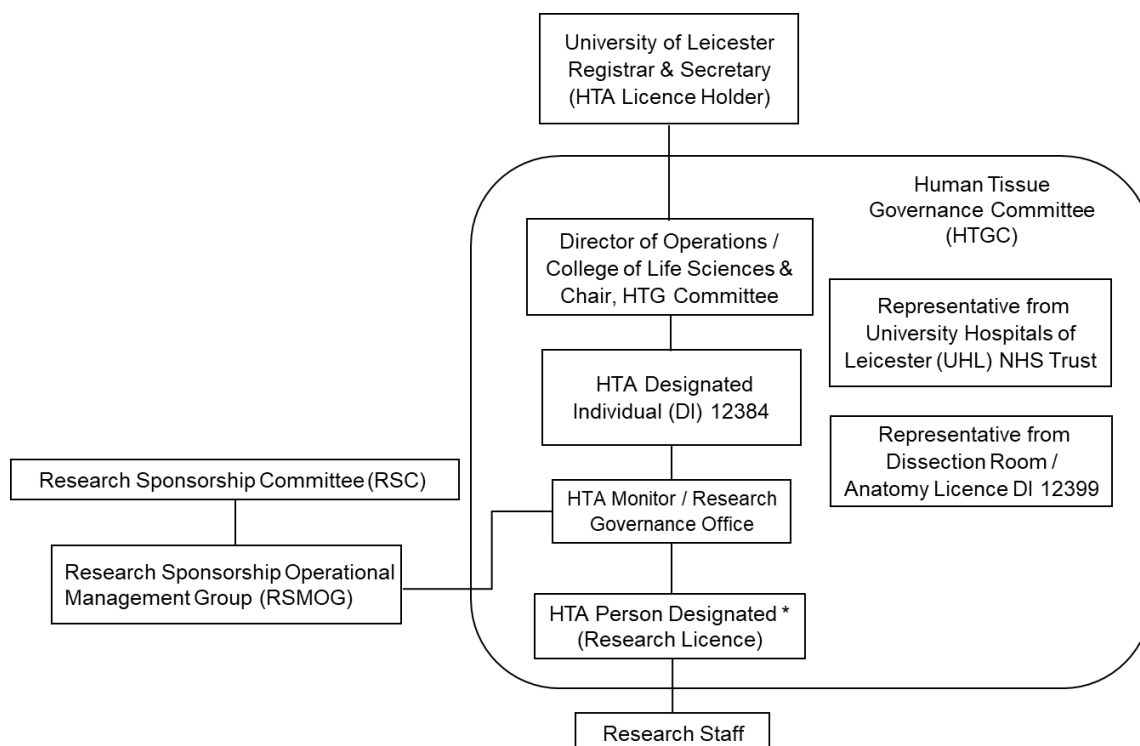 University of Leicester
Registrar & Secretary
(HTA Licence Holder)
Human Tissue
Governance Committee
(HTGC)
Director of Operations /
College of Life Sciences &
Chair, HTG Committee
Representative from
University Hospitals of
Leicester (UHL) NHS Trust
HTA Designated
Individual (DI) 12384
Representative from
Dissection Room /
Anatomy Licence DI 12399
Research Sponsorship Committee (RSC)
HTA Monitor / Research
Governance Office
Research Sponsorship Operational
Management Group (RSMOG)
HTA Person Designated *
(Research Licence)
Research Staff